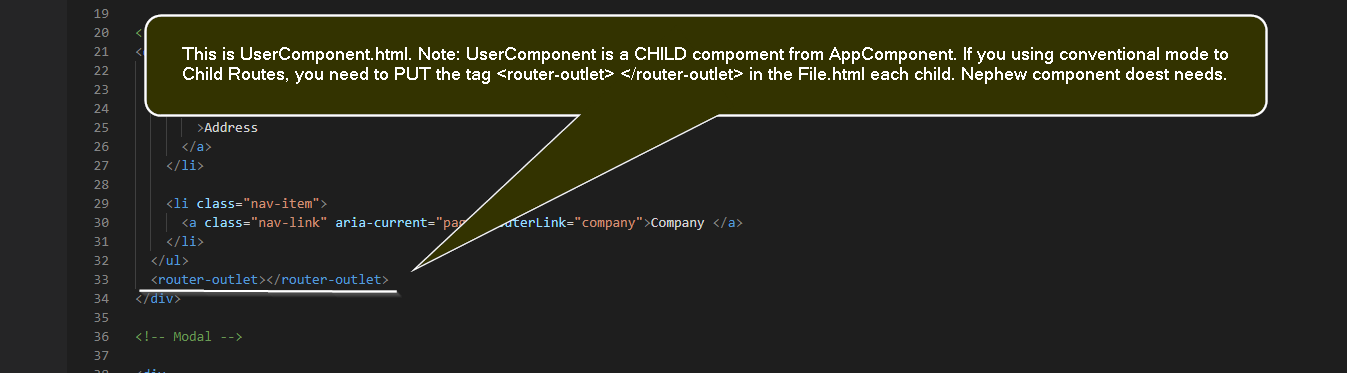 19
20 <
21 <
22
23
24
This is UserComponent.html. Note: UserComponent is a CHILD compoment from AppComponent. If you using conventional mode to
Child Routes, you need to PUT the tag <router-outlet> </router-outlet> in the File.html each child. Nephew component doest needs.
25 >Address
26 </a>
27 </li>
28
29 <li class="nav-item">
30 <a class="nav-link" aria-current="pa outerLink="company">Company </a>
31 </li>
32 </ul>
33 <router-outlet></router-outlet>
34 </div>
35
36 <!-- Modal -->
37
38 <div